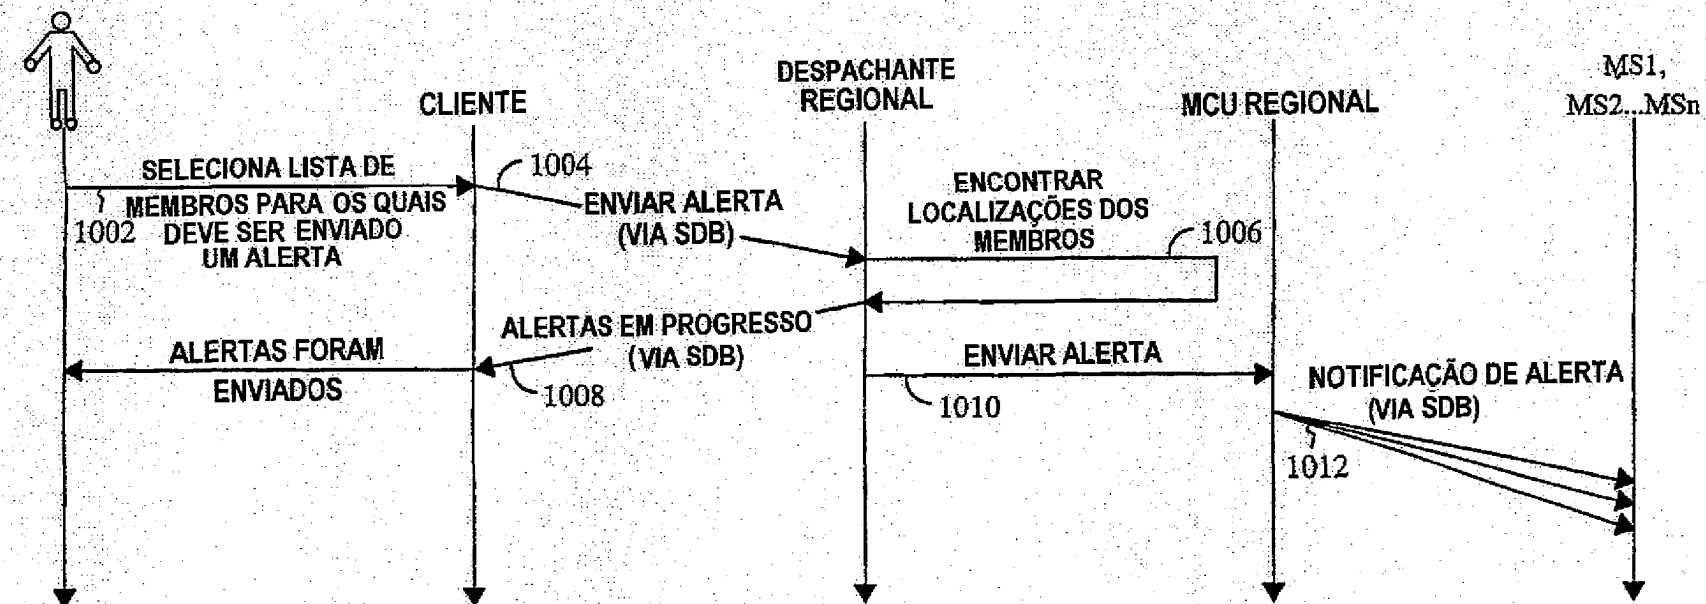 CLIENTE
DESPACHANTE
REGIONAL
MCU REGIONAL
MS1,
MS2...MSn
SELECIONA LISTA DE
MEMBROS PARA OS QUAIS
DEVE SER ENVIADO
UM ALERTA
1002
1004
ENVIAR ALERTA
(VIA SDB)
ENCONTRAR
LOCALIZAÇÕES DOS
MEMBROS
1006
ALERTAS EM PROGRESSO
(VIA SDB)
1008
ALERTAS FORAM
ENVIADOS
ENVIAR ALERTA
1010
NOTIFICAÇÃO DE ALERTA
(VIA SDB)
1012